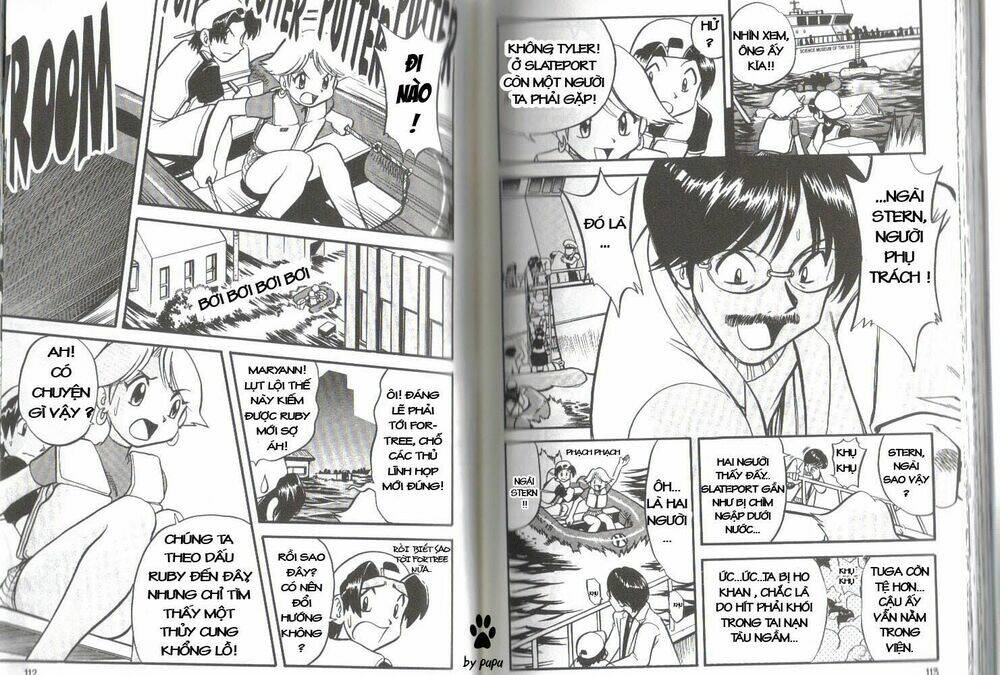 PUTTER=PUTTER=PUTTER
ĐI
NÀO
!
ROOM
BƠI BƠI BƠI BƠI
AH!
CÓ
CHUYỆN
GÌ VẬY ?
MARYANN!
LỤT LỘI THẾ
NÀY KIẾM
ĐƯỢC RUBY
MỚI SỢ
ÁH!
ÔI! ĐÁNG
LẼ PHẢI
TỚI FOR-
TREE, CHỖ
CÁC THỦ
LĨNH HỌP
MỚI ĐÚNG!
CHÚNG TA
THEO DẤU
RUBY ĐẾN ĐÂY,
NHƯNG CHỈ TÌM
THẤY MỘT
THỦY CUNG
KHỔNG LỒ!
RỒI SAO
ĐÂY?
CÓ NÊN
ĐỔI
HƯỚNG
KHÔNG ?
RỦI BIẾT SAO
TỚI FORTREE
NỮA..
112
NHÌN XEM,
ÔNG ẤY
KÌA!!
SCIENCE MUSEUM OF THE SEA
HỬ
?
KHÔNG TYLER!
Ở SLATEPORT
CÒN MỘT NGƯỜI
TA PHẢI GẶP!
...NGÀI
STERN,
NGƯỜI
PHỤ
TRÁCH !
ĐÓ LÀ
...
PHẠCH PHẠCH
NGÀI
STERN
!!
ÔH...
LÀ HAI
NGƯỜI
...
STERN,
NGÀI
SAO VẬY
?
KHỤ
KHỤ
HAI NGƯỜI
THẤY ĐẤY..
SLATEPORT GẦN
NHƯ BỊ CHÌM
NGẬP DƯỚI
NƯỚC...
TUGA CÒN
TỆ HƠN..
CẬU ẤY
VẪN NẰM
TRONG
VIỆN.
KHỤ
KHỤ
ỨC...ỨC...TA BỊ HO
KHAN , CHẮC LÀ
DO HÍT PHẢI KHÓI
TRONG TAI NẠN
TÀU NGẦM...
KHỤ
KHỤ
by papa
113